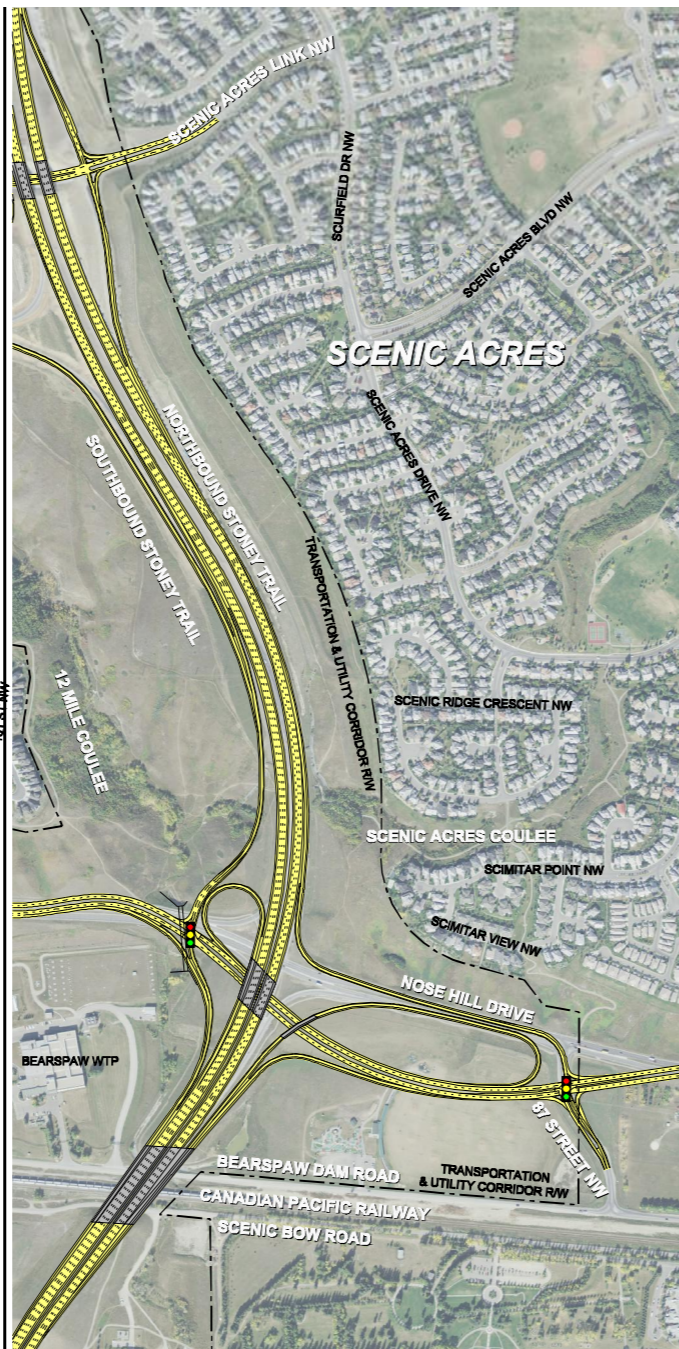 SCENIC ACRES LINK NW
SCURFIELD DR NW
SCENIC ACRES BLVD NW
SCENIC ACRES
SCENIC ACRES DRIVE NW
NORTHBOUND STONEY TRAIL
SOUTHBOUND STONEY TRAIL
TRANSPORTATION & UTILITY CORRIDOR R/W
12 MILE COULEE
SCENIC RIDGE CRESCENT NW
SCENIC ACRES COULEE
SCIMITAR POINT NW
SCIMITAR VIEW NW
NOSE HILL DRIVE
BEARSPAW WTP
87 STREET NW
BEARSPAW DAM ROAD
TRANSPORTATION
& UTILITY CORRIDOR R/W
CANADIAN PACIFIC RAILWAY
SCENIC BOW ROAD